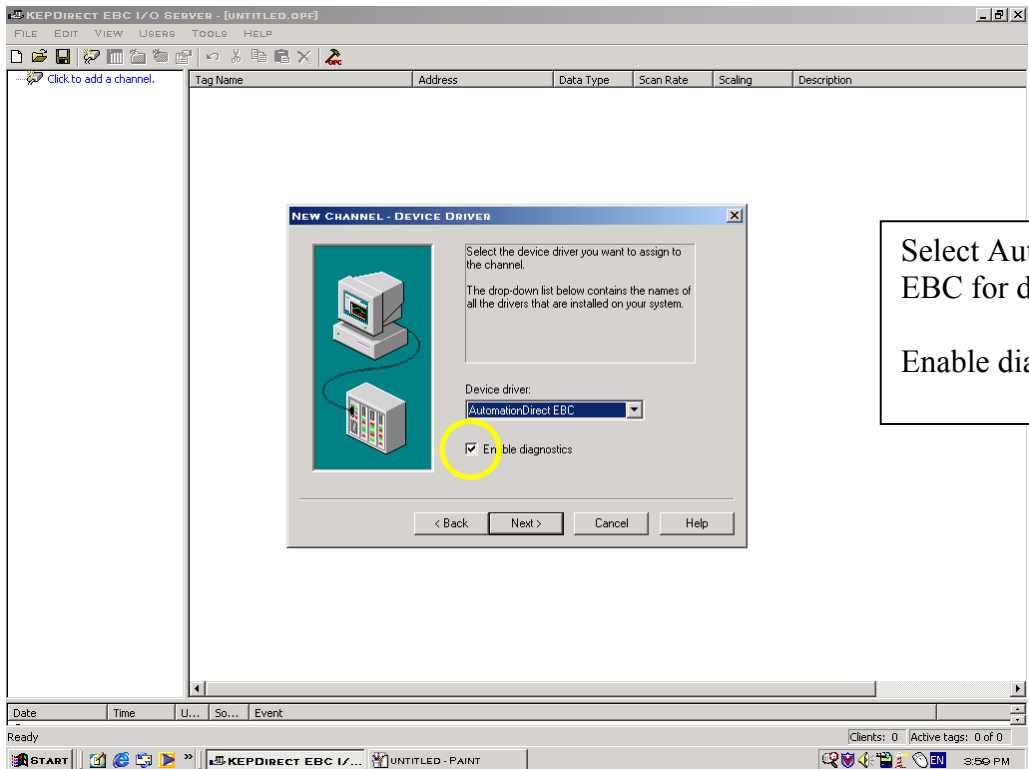 KEPDirect EBC I/O Server - [Untitled.opf]
File Edit View Users Tools Help
Click to add a channel.
Tag Name Address Data Type Scan Rate Scaling Description
New Channel - Device Driver
Select the device driver you want to assign to
the channel.
The drop-down list below contains the names of
all the drivers that are installed on your system.
Device driver:
AutomationDirect EBC
Enable diagnostics
< Back Next > Cancel Help
Select Aut
EBC for d
Enable dia
Date Time U... So... Event
Ready Clients: 0 Active tags: 0 of 0
Start » KEPDirect EBC I/... untitled - Paint EN 3:59 PM